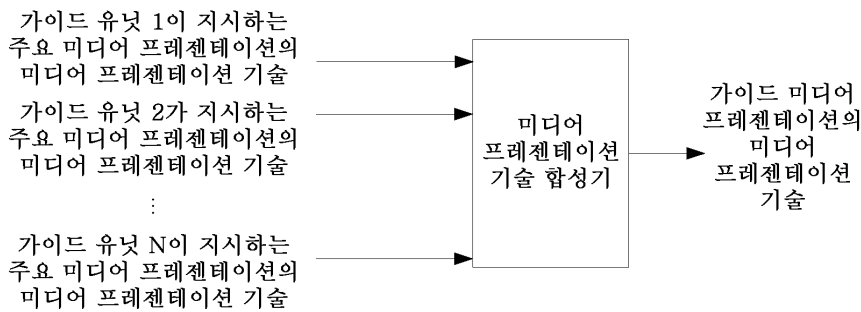 가이드 유닛 1이 지시하는
주요 미디어 프레젠테이션의
미디어 프레젠테이션 기술
가이드 유닛 2가 지시하는
주요 미디어 프레젠테이션의
미디어 프레젠테이션 기술
⋮
가이드 유닛 N이 지시하는
주요 미디어 프레젠테이션의
미디어 프레젠테이션 기술
미디어
프레젠테이션
기술 합성기
가이드 미디어
프레젠테이션의
미디어
프레젠테이션
기술